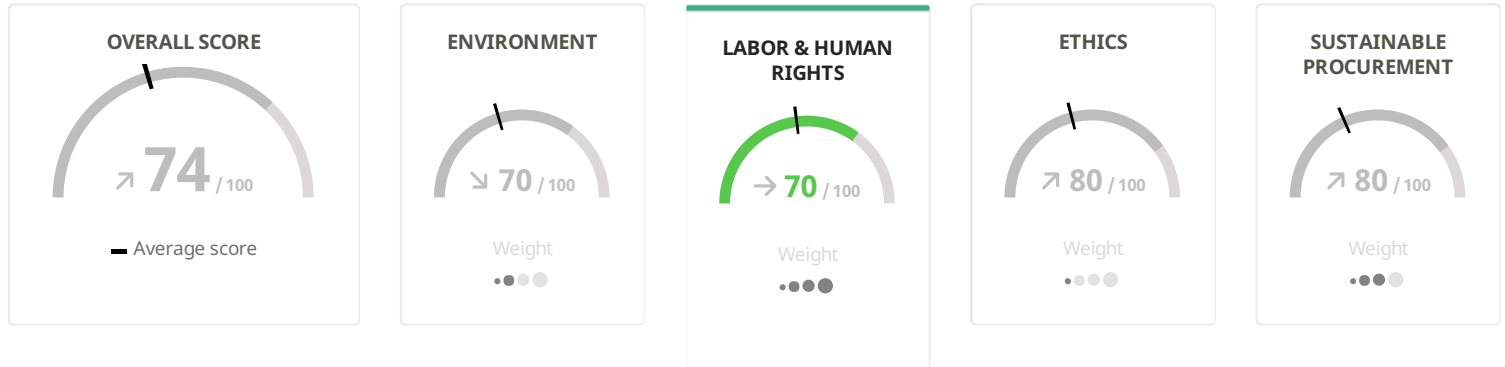 OVERALL SCORE
74 / 100
Average score
ENVIRONMENT
70 / 100
Weight
LABOR & HUMAN
RIGHTS
70 / 100
Weight
ETHICS
80 / 100
Weight
SUSTAINABLE
PROCUREMENT
80 / 100
Weight